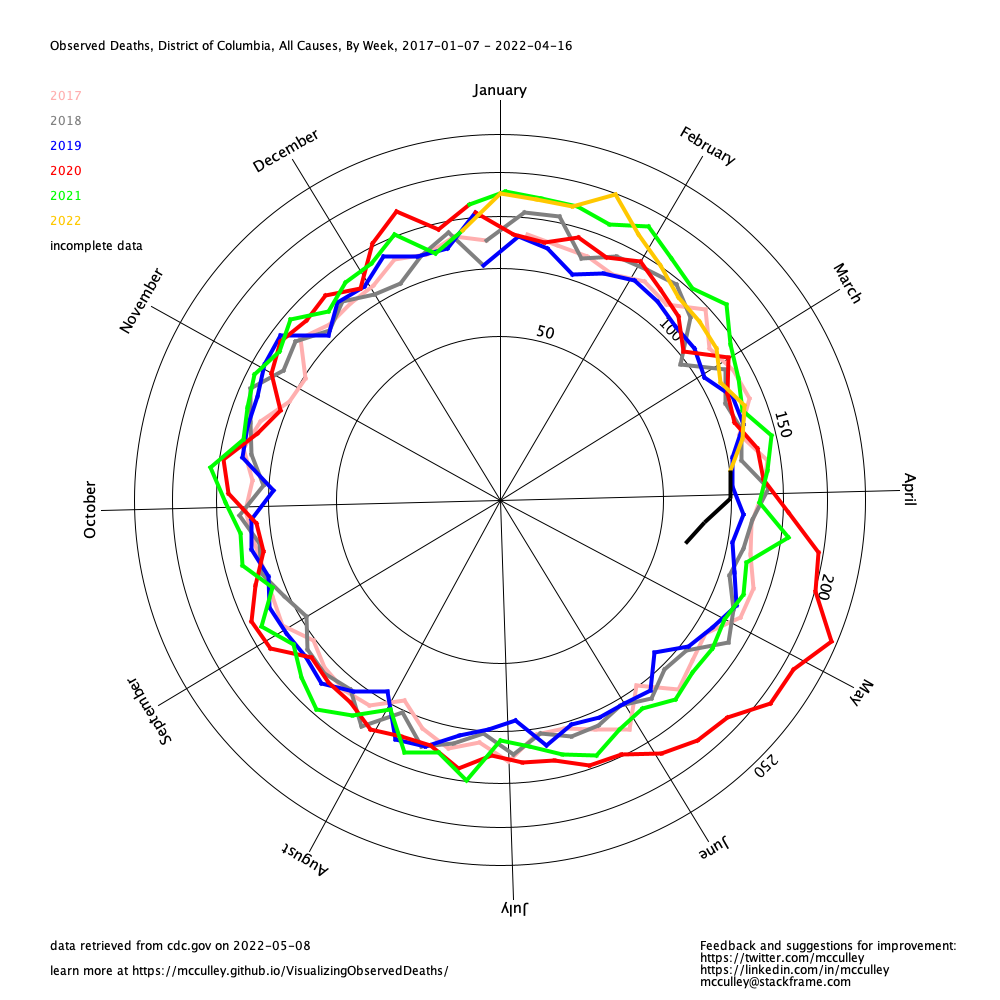 Observed Deaths, District of Columbia, All Causes, By Week, 2017-01-07 - 2022-04-16
January
2017
2018
2019
2020
2021
2022
incomplete data
December
February
November
March
50
100
150
October
April
200
September
May
250
August
June
July
data retrieved from cdc.gov on 2022-05-08
learn more at https://mcculley.github.io/VisualizingObservedDeaths/
Feedback and suggestions for improvement:
https://twitter.com/mcculley
https://linkedin.com/in/mcculley
mcculley@stackframe.com